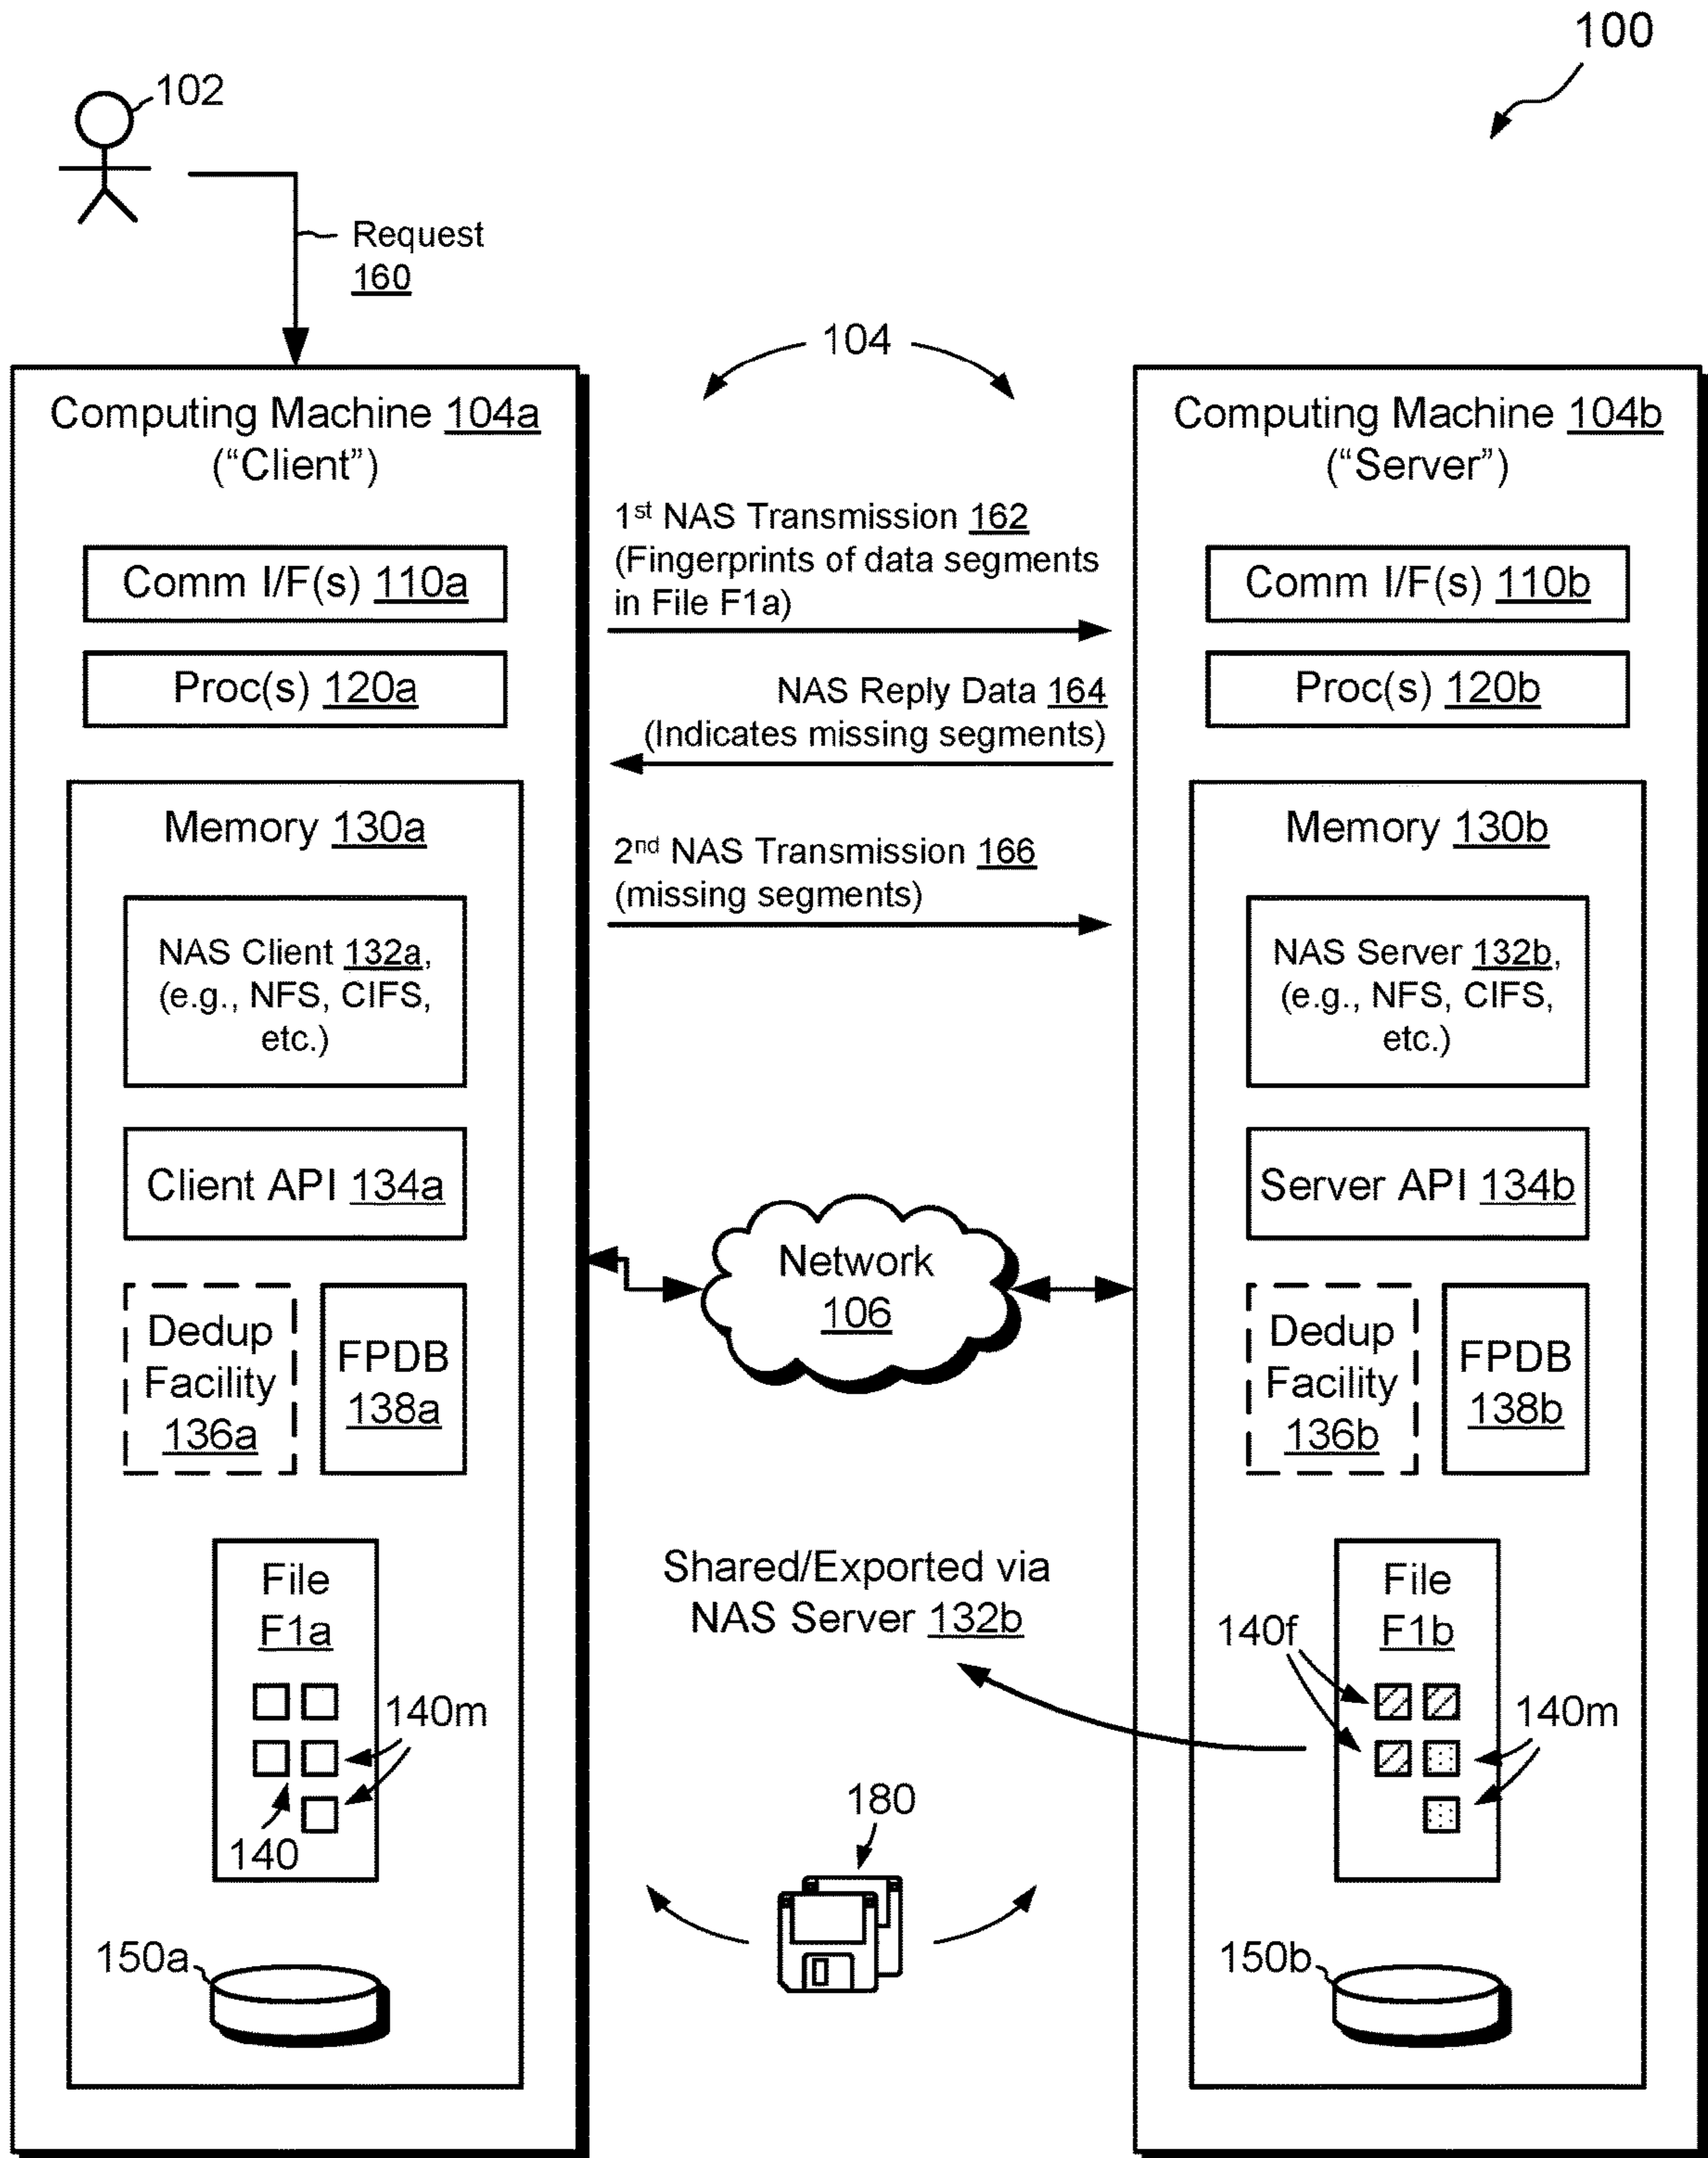 100
102
Request
160
104
Computing Machine 104a
(“Client”)
Comm I/F(s) 110a
Proc(s) 120a
Memory 130a
NAS Client 132a,
(e.g., NFS, CIFS,
etc.)
Client API 134a
Dedup
Facility
136a
FPDB
138a
File
F1a
140m
140
150a
1st NAS Transmission 162
(Fingerprints of data segments
in File F1a)
NAS Reply Data 164
(Indicates missing segments)
2nd NAS Transmission 166
(missing segments)
Network
106
Shared/Exported via
NAS Server 132b
180
Computing Machine 104b
(“Server”)
Comm I/F(s) 110b
Proc(s) 120b
Memory 130b
NAS Server 132b,
(e.g., NFS, CIFS,
etc.)
Server API 134b
Dedup
Facility
136b
FPDB
138b
File
F1b
140f
140m
150b